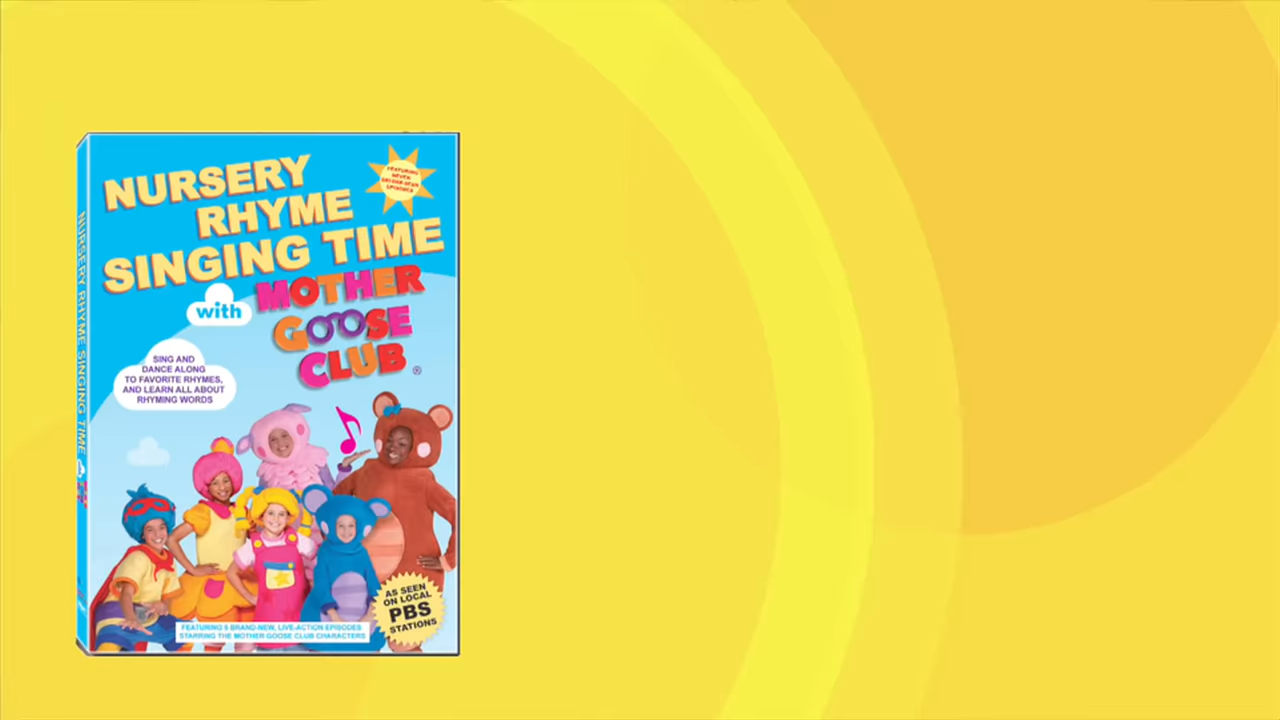 NURSERY
RHYME
SINGING TIME
with MOTHER
GOOSE
CLUB ®
FEATURING
SING AND
DANCE ALONG
TO FAVORITE RHYMES,
AND LEARN ALL ABOUT
RHYMING WORDS
AS SEEN
ON LOCAL
PBS
STATIONS
FEATURING 5 BRAND-NEW, LIVE-ACTION EPISODES
STARRING THE MOTHER GOOSE CLUB CHARACTERS
NURSERY RHYME SINGING TIME